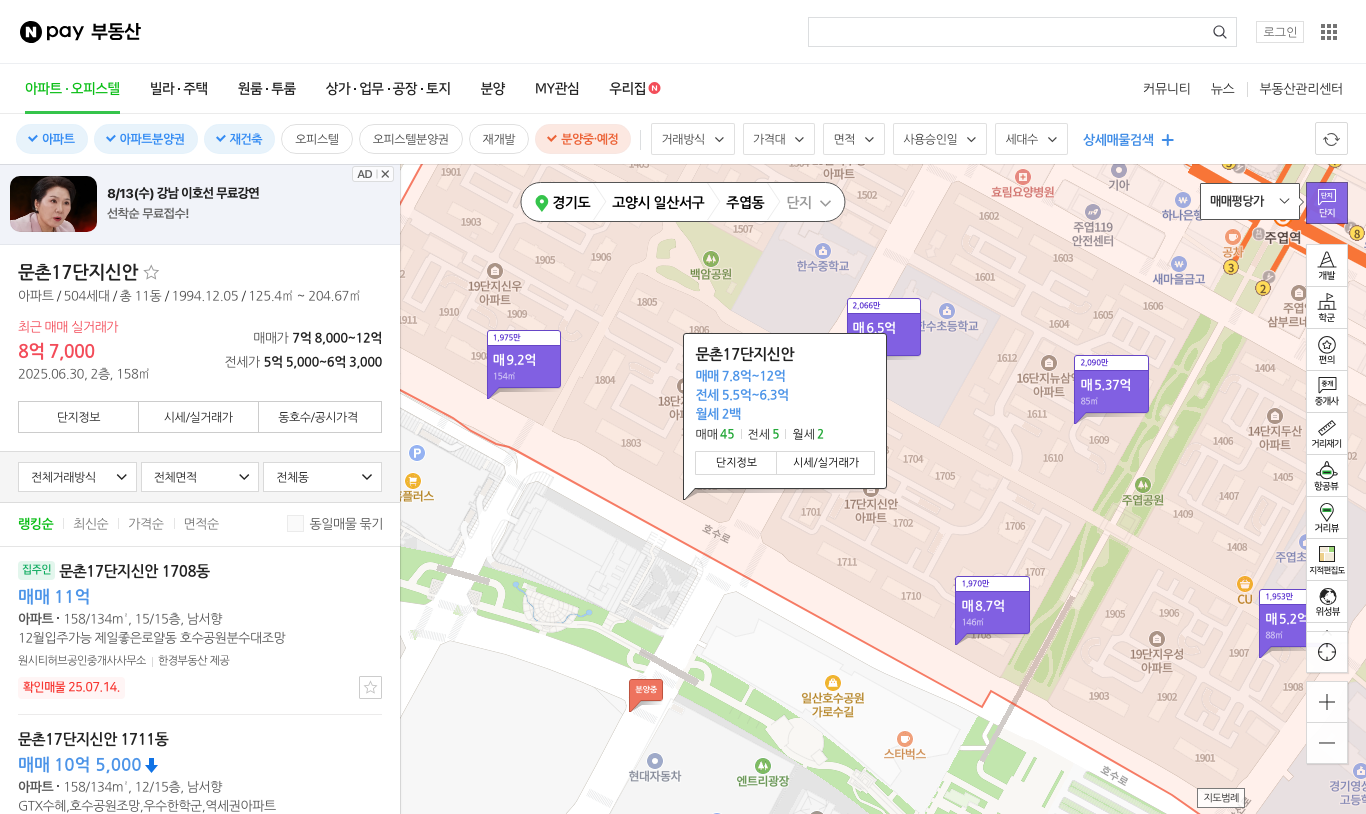 N pay 부동산
로그인
아파트·오피스텔 빌라·주택 원룸·투룸 상가·업무·공장·토지 분양 MY관심 우리집 N
커뮤니티 뉴스 부동산관리센터
아파트 아파트분양권 재건축 오피스텔 오피스텔분양권 재개발 분양중·예정
거래방식 가격대 면적 사용승인일 세대수 상세매물검색
AD
8/13(수) 강남 이호선 무료강연
선착순 무료접수!
문촌17단지신안
아파트 / 504세대 / 총 11동 / 1994.12.05 / 125.4㎡ ~ 204.67㎡
최근 매매 실거래가
8억 7,000
2025.06.30, 2층, 158㎡
매매가 7억 8,000~12억
전세가 5억 5,000~6억 3,000
단지정보 시세/실거래가 동호수/공시가격
전체거래방식 전체면적 전체동
랭킹순 최신순 가격순 면적순
동일매물 묶기
집주인 문촌17단지신안 1708동
매매 11억
아파트 · 158/134㎡, 15/15층, 남서향
12월입주가능 제일좋은로얄동 호수공원분수대조망
원시티허브공인중개사사무소 한경부동산 제공
확인매물 25.07.14.
문촌17단지신안 1711동
매매 10억 5,000
아파트 · 158/134㎡, 12/15층, 남서향
GTX수혜,호수공원조망,우수한학군,역세권아파트
경기도 고양시 일산서구 주엽동 단지
매매평당가
단지
단지
개발
학군
편의
중개
중개사
거리재기
항공뷰
거리뷰
지적편집도
위성뷰
지도범례
1901
1903
아파트
효림요양병원
기아
하나은행
1602
주엽119
안전센터
주엽역
공차
8
3
2
1507
1905
1906
백암공원
한수중학교
새마을금고
19단지신우
아파트
1601
1911
1910
1909
1805
1605
1606
1604
1806
한수초등학교
1,975만
매9.2억
154㎡
2,066만
매6.5억
2,090만
매5.37억
85㎡
1804
1803
1612
1611
1609
1404
1406
14단지두산
아파트
문촌17단지신안
매매 7.8억~12억
전세 5.5억~6.3억
월세 2백
매매 45 전세 5 월세 2
단지정보 시세/실거래가
1704
1705
주엽공원
1407
1405
1409
17단지신안
아파트
1701
1702
1706
1408
호수로
1711
1707
1710
P
1,970만
매8.7억
146㎡
1708
CU
1,953만
매5.2억
88㎡
1905
1906
1907
19단지우성
아파트
1903
1902
1901
분양중
일산호수공원
가로수길
스타벅스
현대자동차
엔트리광장
호수로